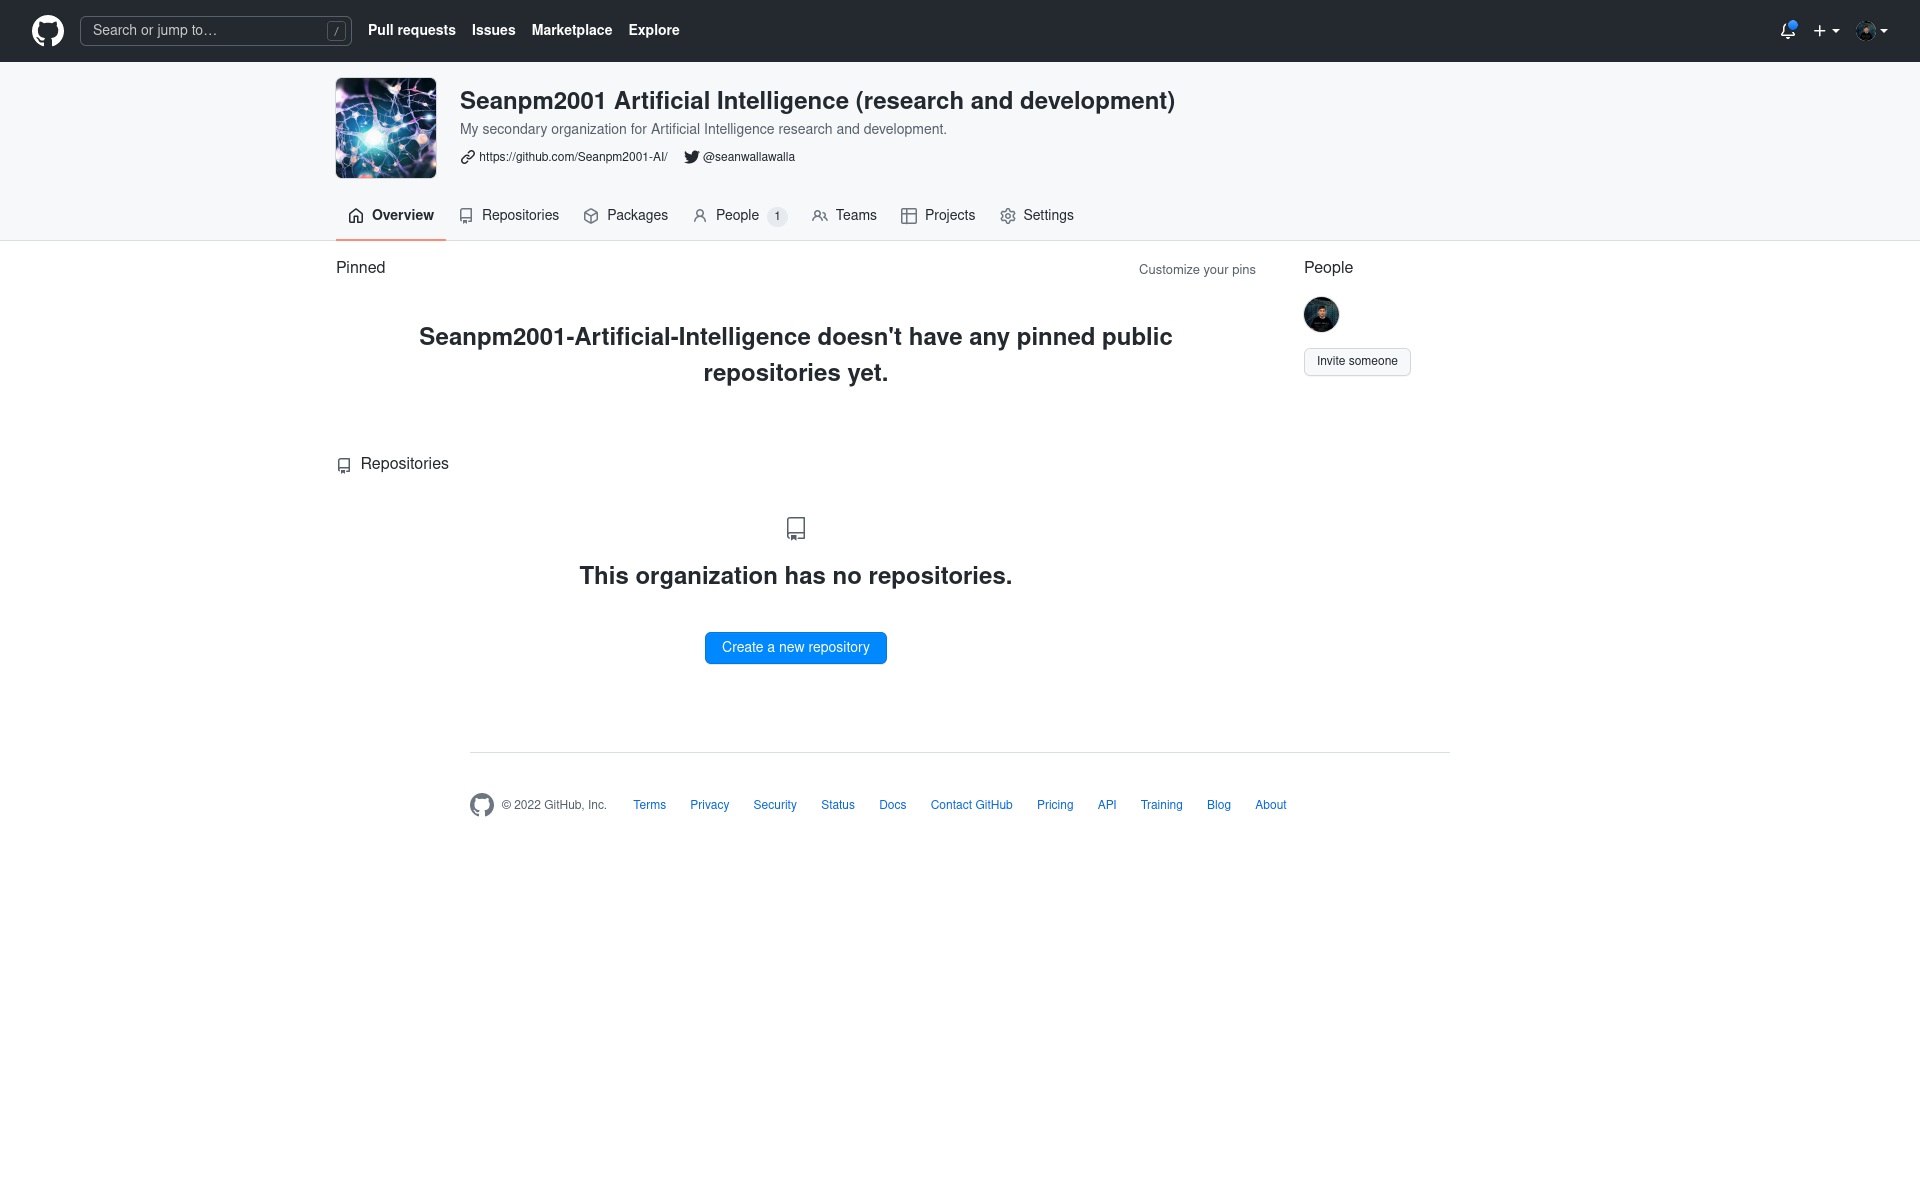 Search or jump to…
/
Pull requests
Issues
Marketplace
Explore
Seanpm2001 Artificial Intelligence (research and development)
My secondary organization for Artificial Intelligence research and development.
https://github.com/Seanpm2001-AI/ @seanwallawalla
Overview
Repositories
Packages
People 1
Teams
Projects
Settings
Pinned
Customize your pins
Seanpm2001-Artificial-Intelligence doesn't have any pinned public
repositories yet.
People
Invite someone
Repositories
This organization has no repositories.
Create a new repository
© 2022 GitHub, Inc.
Terms
Privacy
Security
Status
Docs
Contact GitHub
Pricing
API
Training
Blog
About